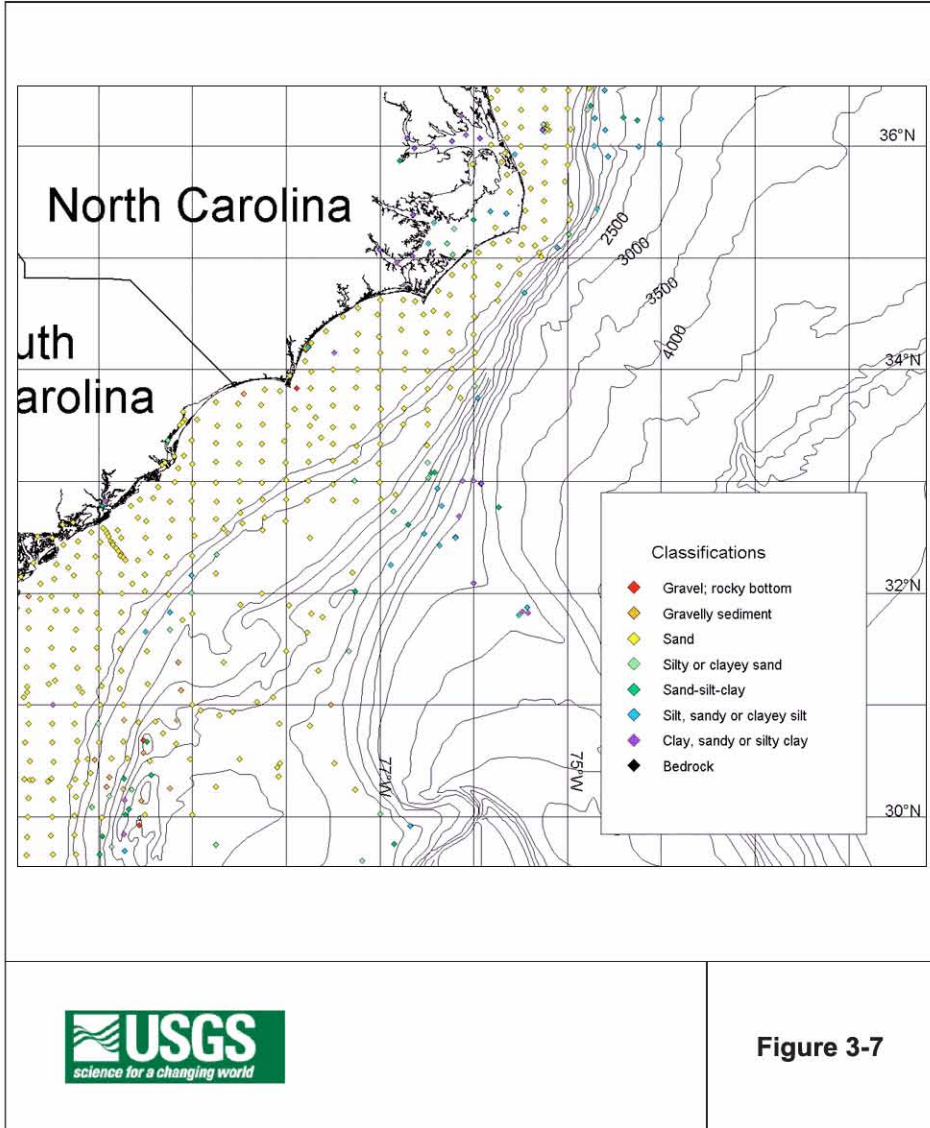 36°N
North Carolina
2500
3000
3500
4000
34°N
uth
arolina
Classifications
Gravel; rocky bottom
Gravelly sediment
Sand
Silty or clayey sand
Sand-silt-clay
Silt, sandy or clayey silt
Clay, sandy or silty clay
Bedrock
32°N
77°W
75°W
30°N
USGS
science for a changing world
Figure 3-7